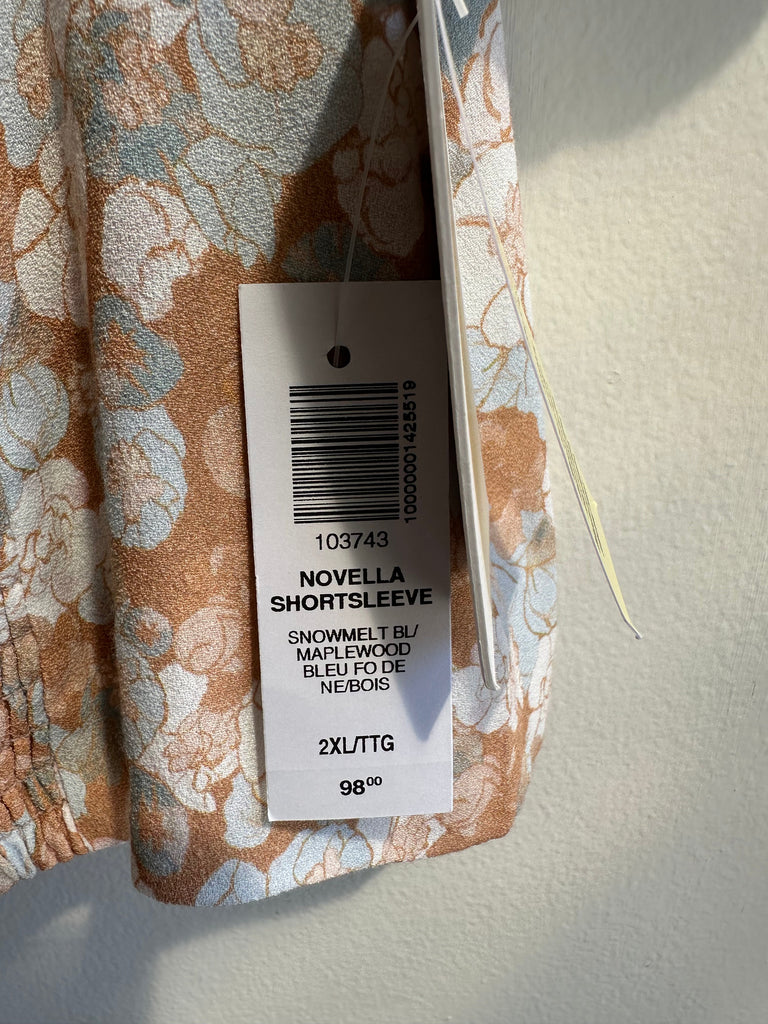 10000001425519
103743
NOVELLA
SHORTSLEEVE
SNOWMELT BL/
MAPLEWOOD
BLEU FO DE
NE/BOIS
2XL/TTG
98⁰⁰